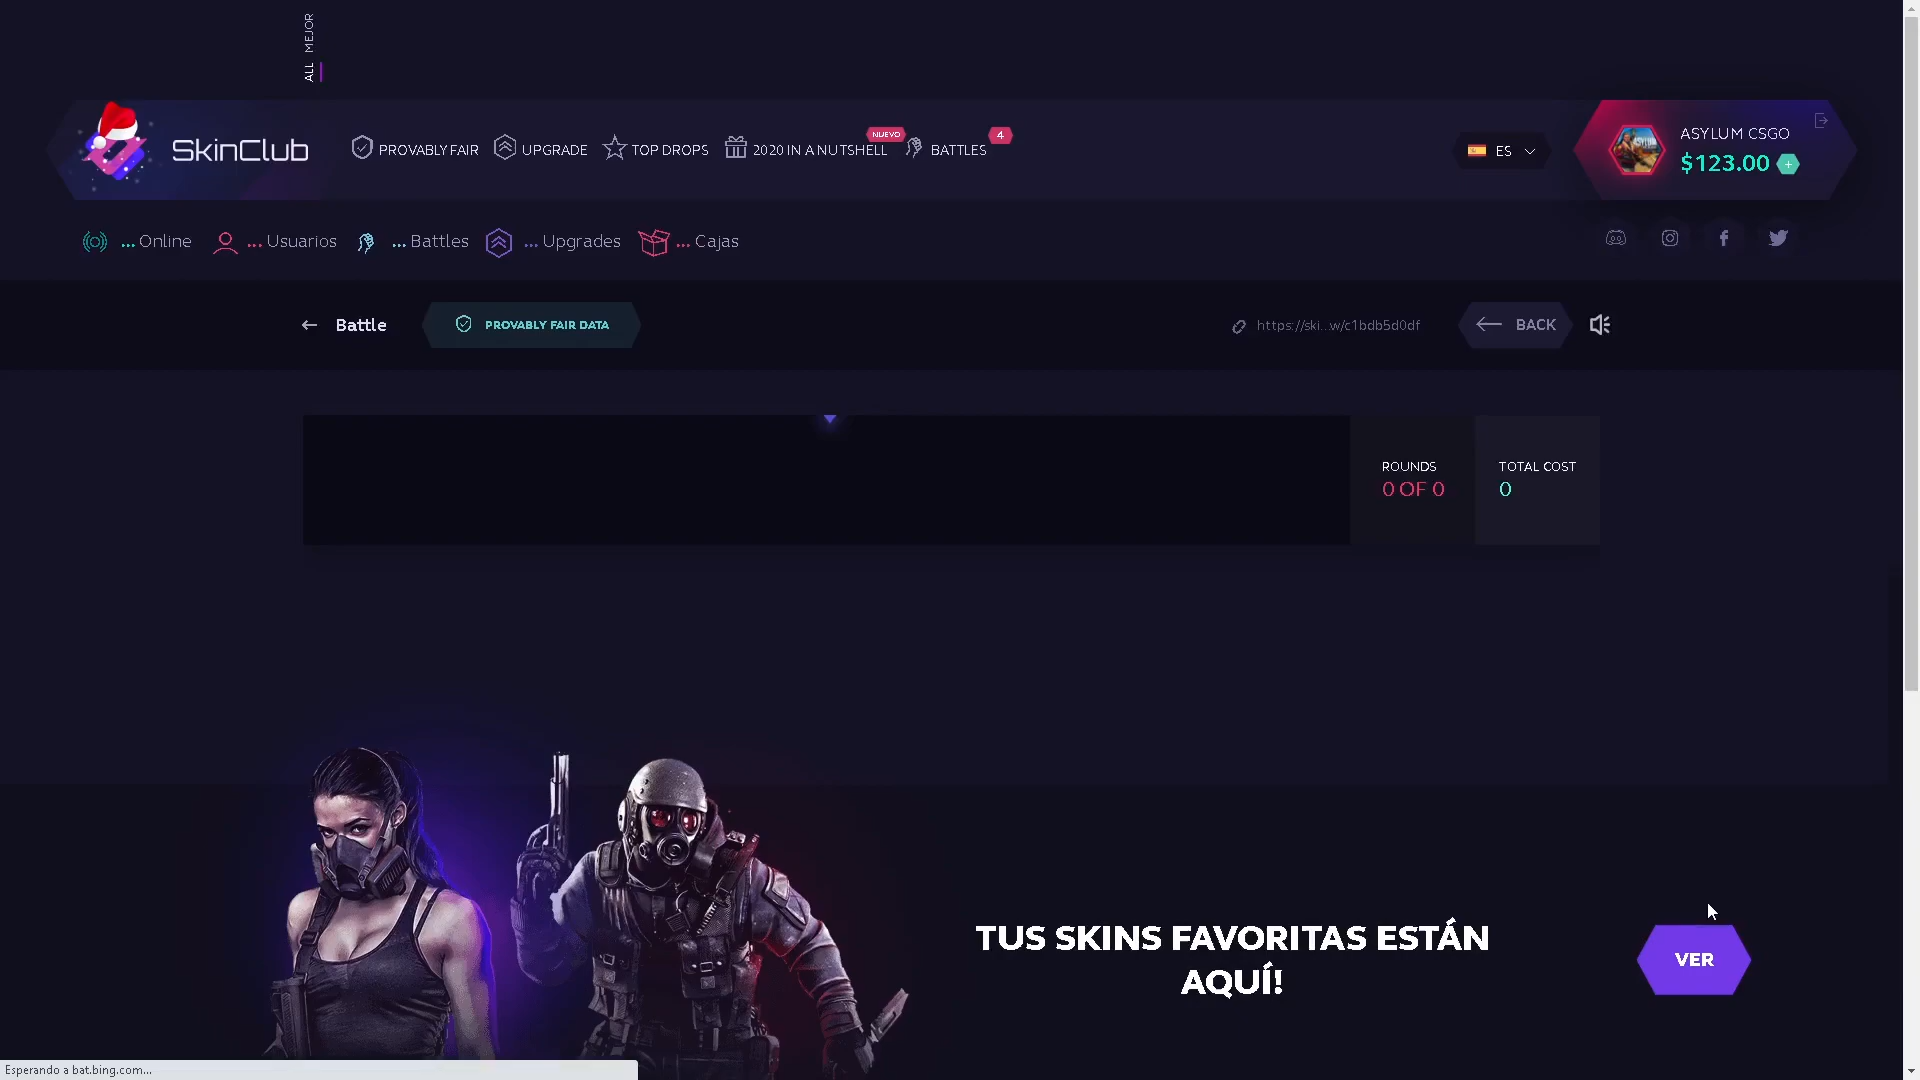 MEJOR
ALL
SkinClub
PROVABLY FAIR
UPGRADE
TOP DROPS
2020 IN A NUTSHELL
NUEVO
BATTLES
4
ES
ASYLUM CSGO
$123.00 +
... Online
... Usuarios
... Battles
... Upgrades
... Cajas
Battle
PROVABLY FAIR DATA
https://ski...w/c1bdb5d0df
BACK
ROUNDS
0 OF 0
TOTAL COST
0
TUS SKINS FAVORITAS ESTÁN
AQUÍ!
VER
Esperando a bat.bing.com...